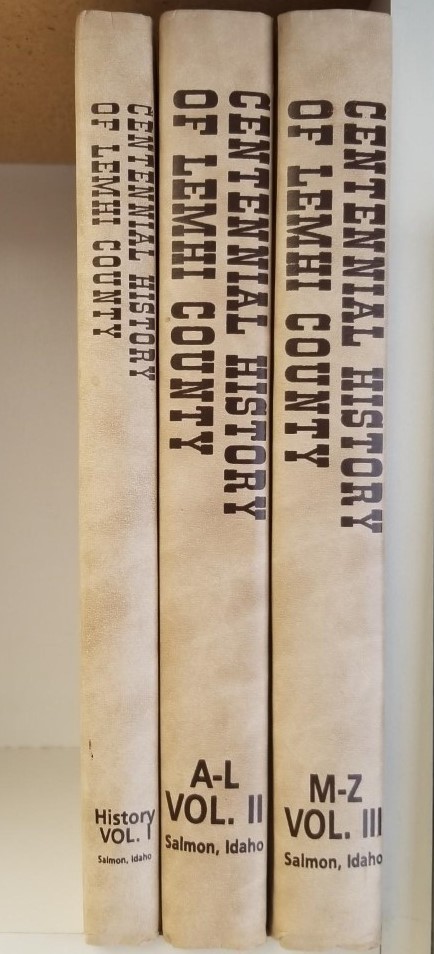 CENTENNIAL HISTORY
OF LEMHI COUNTY
History
VOL. I
Salmon, Idaho
CENTENNIAL HISTORY
OF LEMHI COUNTY
A-L
VOL. II
Salmon, Idaho
CENTENNIAL HISTORY
OF LEMHI COUNTY
M-Z
VOL. III
Salmon, Idaho